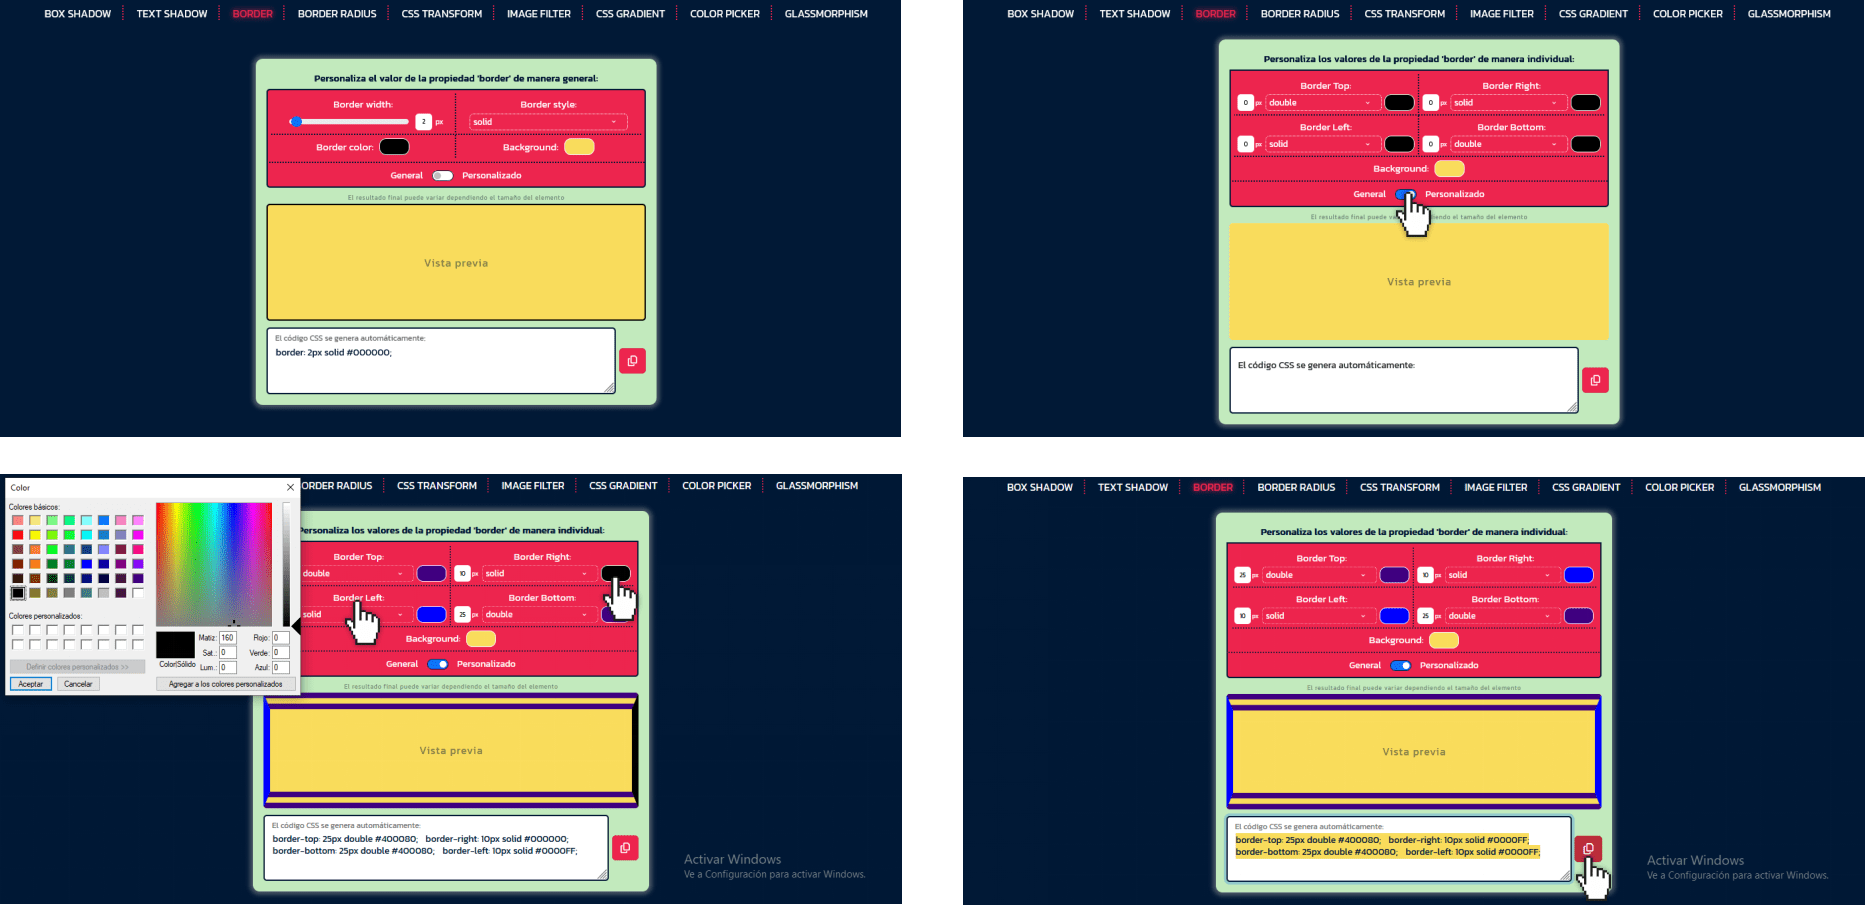 BOX SHADOW TEXT SHADOW BORDER BORDER RADIUS CSS TRANSFORM IMAGE FILTER CSS GRADIENT COLOR PICKER GLASSMORPHISM
Personaliza el valor de la propiedad 'border' de manera general:
Border width: Border style:
2 px solid
Border color: Background:
General Personalizado
El resultado final puede variar dependiendo el tamaño del elemento
Vista previa
El código CSS se genera automáticamente:
border: 2px solid #000000;
BOX SHADOW TEXT SHADOW BORDER BORDER RADIUS CSS TRANSFORM IMAGE FILTER CSS GRADIENT COLOR PICKER GLASSMORPHISM
Personaliza los valores de la propiedad 'border' de manera individual:
Border Top: Border Right:
0 px double 0 px solid
Border Left: Border Bottom:
0 px solid 0 px double
Background:
General Personalizado
El resultado final puede va endo el tamaño del elemento
Vista previa
El código CSS se genera automáticamente:
Color
Colores básicos:
Colores personalizados:
Definir colores personalizados >>
Aceptar Cancelar
Color|Sólido
Matiz: 160 Rojo: 0
Sat.: 0 Verde: 0
Lum.: 0 Azul: 0
Agregar a los colores personalizados
ORDER RADIUS CSS TRANSFORM IMAGE FILTER CSS GRADIENT COLOR PICKER GLASSMORPHISM
Personaliza los valores de la propiedad 'border' de manera individual:
Border Top: Border Right:
double 10 px solid
Border Left: Border Bottom:
solid 25 px double
Background:
General Personalizado
El resultado final puede variar dependiendo el tamaño del elemento
Vista previa
El código CSS se genera automáticamente:
border-top: 25px double #400080; border-right: 10px solid #000000;
border-bottom: 25px double #400080; border-left: 10px solid #0000FF;
Activar Windows
Ve a Configuración para activar Windows.
BOX SHADOW TEXT SHADOW BORDER BORDER RADIUS CSS TRANSFORM IMAGE FILTER CSS GRADIENT COLOR PICKER GLASSMORPHISM
Personaliza los valores de la propiedad 'border' de manera individual:
Border Top: Border Right:
25 px double 10 px solid
Border Left: Border Bottom:
10 px solid 25 px double
Background:
General Personalizado
El resultado final puede variar dependiendo el tamaño del elemento
Vista previa
El código CSS se genera automáticamente:
border-top: 25px double #400080; border-right: 10px solid #0000FF;
border-bottom: 25px double #400080; border-left: 10px solid #0000FF;
Activar Windows
Ve a Configuración para activar Windows.